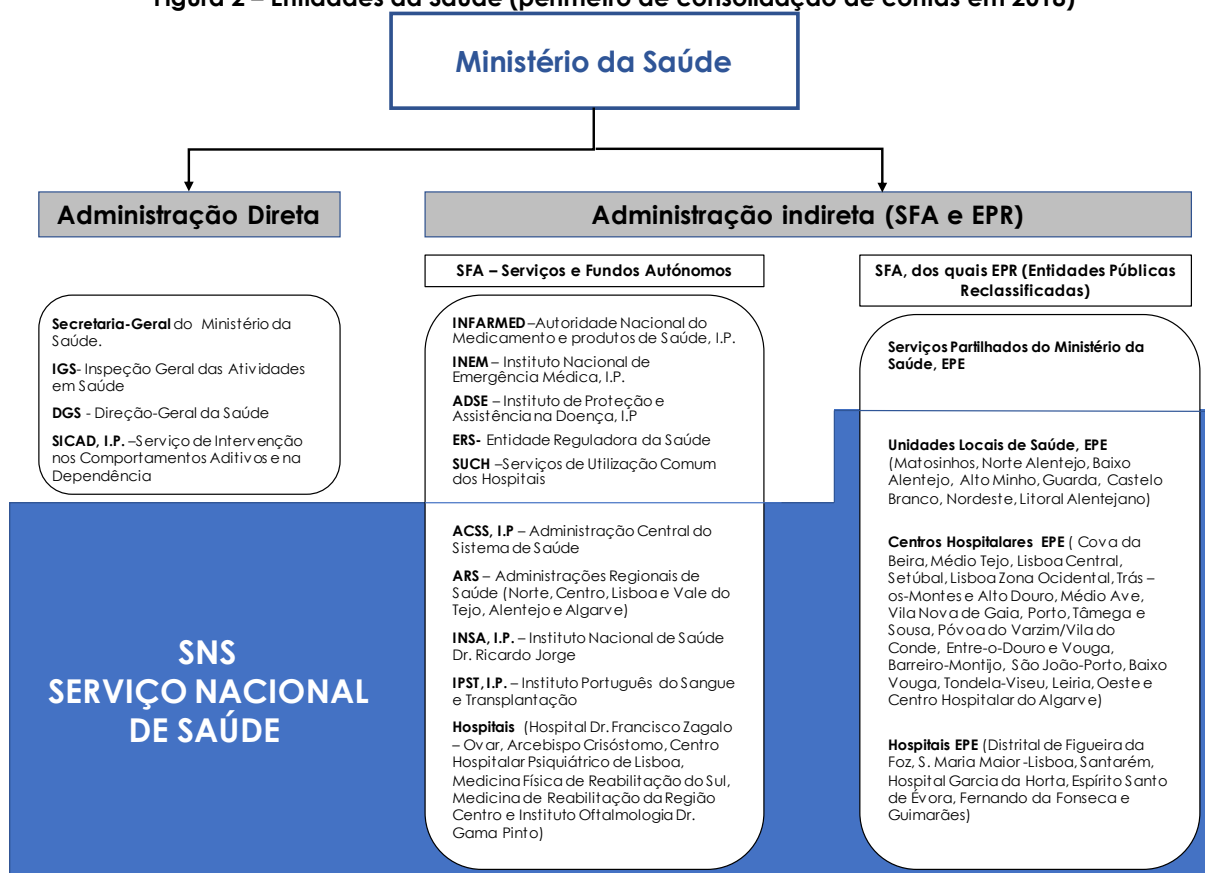 Figura 2 – Entidades da Saúde (perímetro de consolidação de contas em 2018)
Ministério da Saúde
Administração Direta
Administração indireta (SFA e EPR)
SFA – Serviços e Fundos Autónomos
SFA, dos quais EPR (Entidades Públicas
Reclassificadas)
Secretaria-Geral do Ministério da
Saúde.
IGS- Inspeção Geral das Atividades
em Saúde
DGS - Direção-Geral da Saúde
SICAD, I.P. –Serviço de Intervenção
nos Comportamentos Aditivos e na
Dependência
INFARMED –Autoridade Nacional do
Medicamento e produtos de Saúde, I.P.
INEM – Instituto Nacional de
Emergência Médica, I.P.
ADSE – Instituto de Proteção e
Assistência na Doença, I.P
ERS- Entidade Reguladora da Saúde
SUCH –Serviços de Utilização Comum
dos Hospitais
ACSS, I.P – Administração Central do
Sistema de Saúde
ARS – Administrações Regionais de
Saúde (Norte, Centro, Lisboa e Vale do
Tejo, Alentejo e Algarve)
INSA, I.P. – Instituto Nacional de Saúde
Dr. Ricardo Jorge
IPST, I.P. – Instituto Português do Sangue
e Transplantação
Hospitais (Hospital Dr. Francisco Zagalo
– Ovar, Arcebispo Crisóstomo, Centro
Hospitalar Psiquiátrico de Lisboa,
Medicina Física de Reabilitação do Sul,
Medicina de Reabilitação da Região
Centro e Instituto Oftalmologia Dr.
Gama Pinto)
Serviços Partilhados do Ministério da
Saúde, EPE
Unidades Locais de Saúde, EPE
(Matosinhos, Norte Alentejo, Baixo
Alentejo, Alto Minho, Guarda, Castelo
Branco, Nordeste, Litoral Alentejano)
Centros Hospitalares EPE ( Cova da
Beira, Médio Tejo, Lisboa Central,
Setúbal, Lisboa Zona Ocidental, Trás –
os-Montes e Alto Douro, Médio Ave,
Vila Nova de Gaia, Porto, Tâmega e
Sousa, Póvoa do Varzim/Vila do
Conde, Entre-o-Douro e Vouga,
Barreiro-Montijo, São João-Porto, Baixo
Vouga, Tondela-Viseu, Leiria, Oeste e
Centro Hospitalar do Algarve)
Hospitais EPE (Distrital de Figueira da
Foz, S. Maria Maior -Lisboa, Santarém,
Hospital Garcia da Horta, Espírito Santo
de Évora, Fernando da Fonseca e
Guimarães)
SNS
SERVIÇO NACIONAL
DE SAÚDE